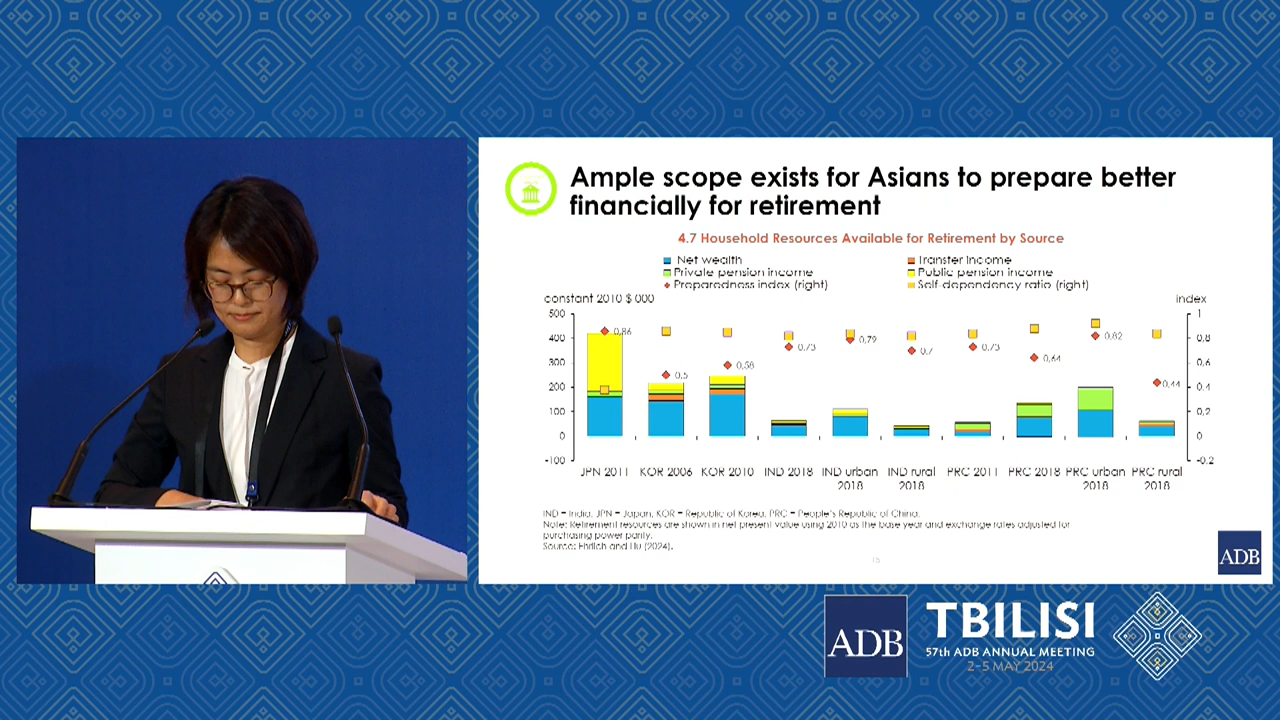 Ample scope exists for Asians to prepare better
financially for retirement
4.7 Household Resources Available for Retirement by Source
Net wealth
Transfer Income
Private pension income
Public pension income
Preparedness index (right)
Self-dependency ratio (right)
constant 2010 $ 000
index
500
400
300
200
100
0
-100
1
0,8
0,6
0,4
0,2
0
-0.2
0,86
0,5
0,58
0,73
0,79
0,7
0,73
0,64
0,82
0,44
JPN 2011
KOR 2006
KOR 2010
IND 2018
IND urban
2018
IND rural
2018
PRC 2011
PRC 2018
PRC urban
2018
PRC rural
2018
IND = India, JPN = Japan, KOR = Republic of Korea, PRC = People's Republic of China.
Note: Retirement resources are shown in net present value using 2010 as the base year and exchange rates adjusted for
purchasing power parity.
Source: Ehrlich and Liu (2024).
15
ADB
ADB
TBILISI
57th ADB ANNUAL MEETING
2-5 MAY 2024